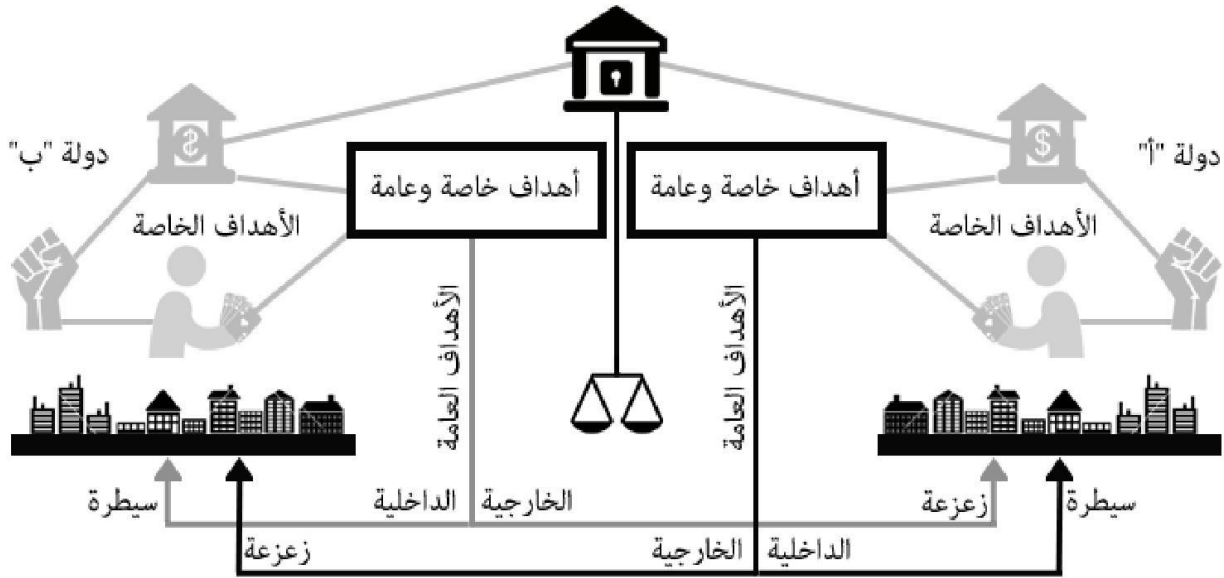 دولة "أ"
دولة "ب"
أهداف خاصة وعامة
أهداف خاصة وعامة
الأهداف الخاصة
الأهداف الخاصة
الأهداف العامة
الأهداف العامة
سيطرة
زعزعة
الخارجية
الداخلية
سيطرة
الداخلية
الخارجية
زعزعة